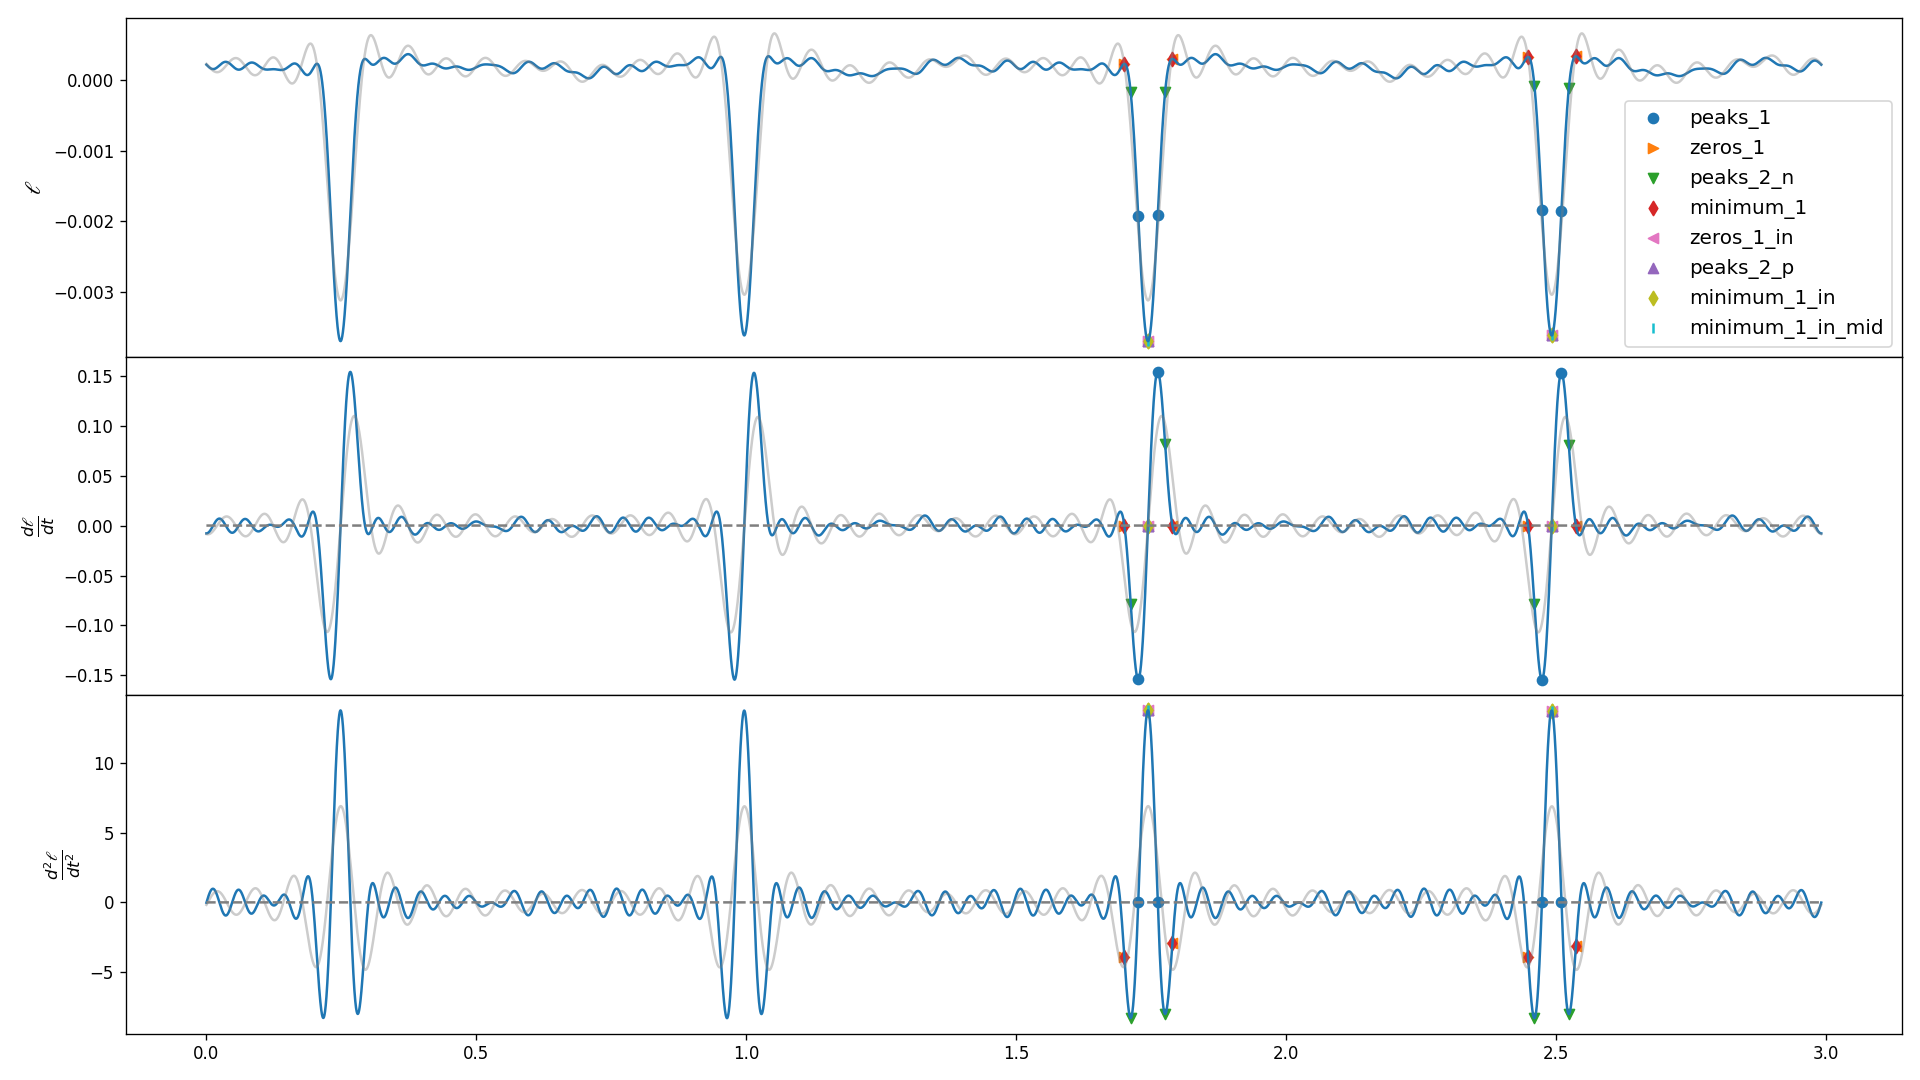 0.000
−0.001
−0.002
−0.003
ℓ
peaks_1
zeros_1
peaks_2_n
minimum_1
zeros_1_in
peaks_2_p
minimum_1_in
minimum_1_in_mid
0.15
0.10
0.05
0.00
−0.05
−0.10
−0.15
dℓ/dt
10
5
0
−5
d²ℓ/dt²
0.0 0.5 1.0 1.5 2.0 2.5 3.0